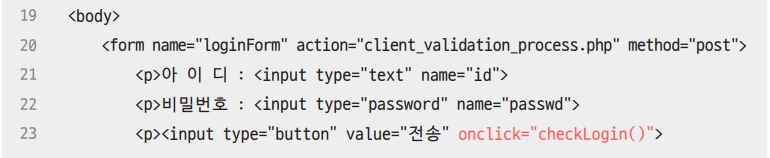 19 <body>
20 <form name="loginForm" action="client_validation_process.php" method="post">
21 <p>아 이 디 : <input type="text" name="id">
22 <p>비밀번호 : <input type="password" name="passwd">
23 <p><input type="button" value="전송" onclick="checkLogin()">